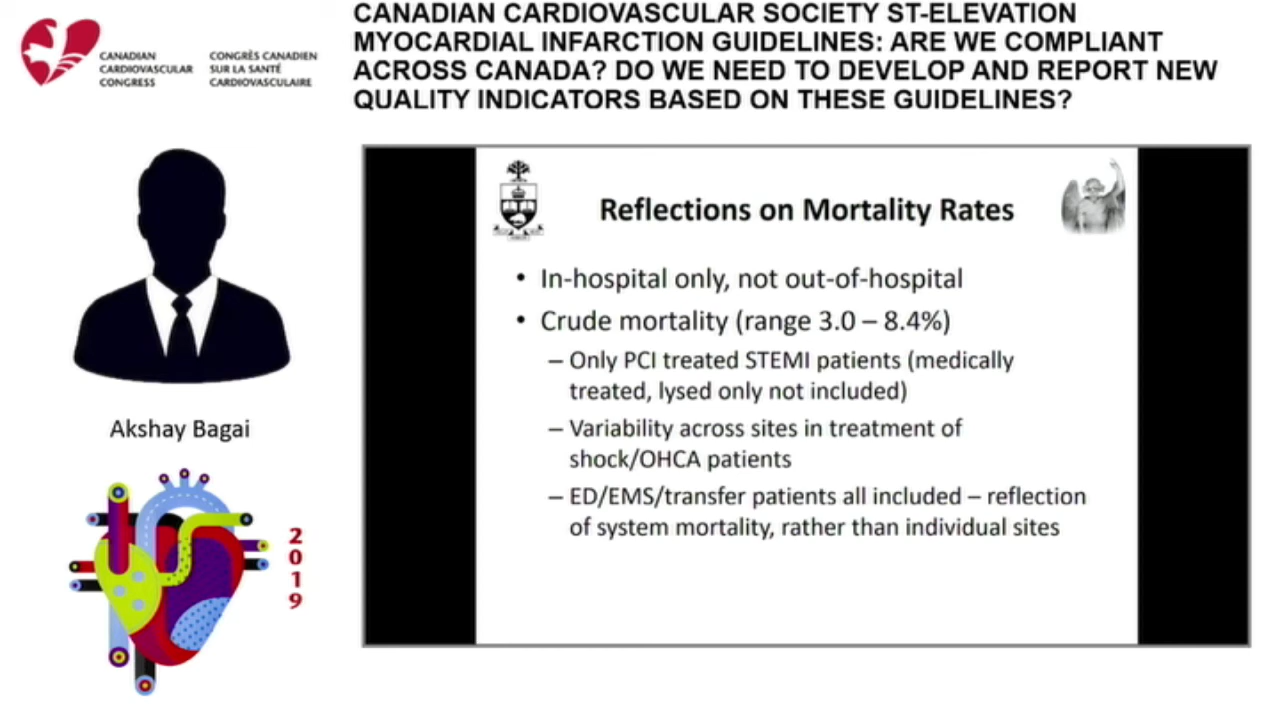 CANADIAN CARDIOVASCULAR SOCIETY ST-ELEVATION
MYOCARDIAL INFARCTION GUIDELINES: ARE WE COMPLIANT
ACROSS CANADA? DO WE NEED TO DEVELOP AND REPORT NEW
QUALITY INDICATORS BASED ON THESE GUIDELINES?
CANADIAN
CARDIOVASCULAR
CONGRESS
CONGRÈS CANADIEN
SUR LA SANTÉ
CARDIOVASCULAIRE
Akshay Bagai
2019
Reflections on Mortality Rates
• In-hospital only, not out-of-hospital
• Crude mortality (range 3.0 – 8.4%)
– Only PCI treated STEMI patients (medically
treated, lysed only not included)
– Variability across sites in treatment of
shock/OHCA patients
– ED/EMS/transfer patients all included – reflection
of system mortality, rather than individual sites